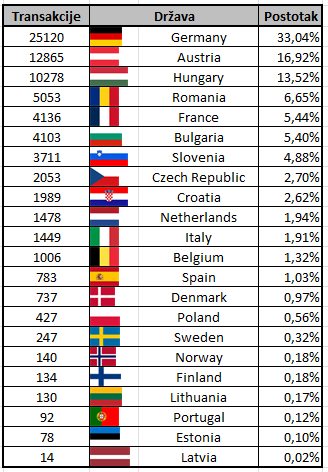 Transakcije Država Postotak
25120 Germany 33,04%
12865 Austria 16,92%
10278 Hungary 13,52%
5053 Romania 6,65%
4136 France 5,44%
4103 Bulgaria 5,40%
3711 Slovenia 4,88%
2053 Czech Republic 2,70%
1989 Croatia 2,62%
1478 Netherlands 1,94%
1449 Italy 1,91%
1006 Belgium 1,32%
783 Spain 1,03%
737 Denmark 0,97%
427 Poland 0,56%
247 Sweden 0,32%
140 Norway 0,18%
134 Finland 0,18%
130 Lithuania 0,17%
92 Portugal 0,12%
78 Estonia 0,10%
14 Latvia 0,02%